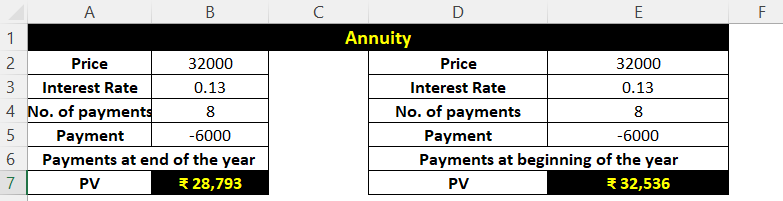 A B C D E F
1 Annuity
2 Price 32000 Price 32000
3 Interest Rate 0.13 Interest Rate 0.13
4 No. of payments 8 No. of payments 8
5 Payment -6000 Payment -6000
6 Payments at end of the year Payments at beginning of the year
7 PV ₹ 28,793 PV ₹ 32,536